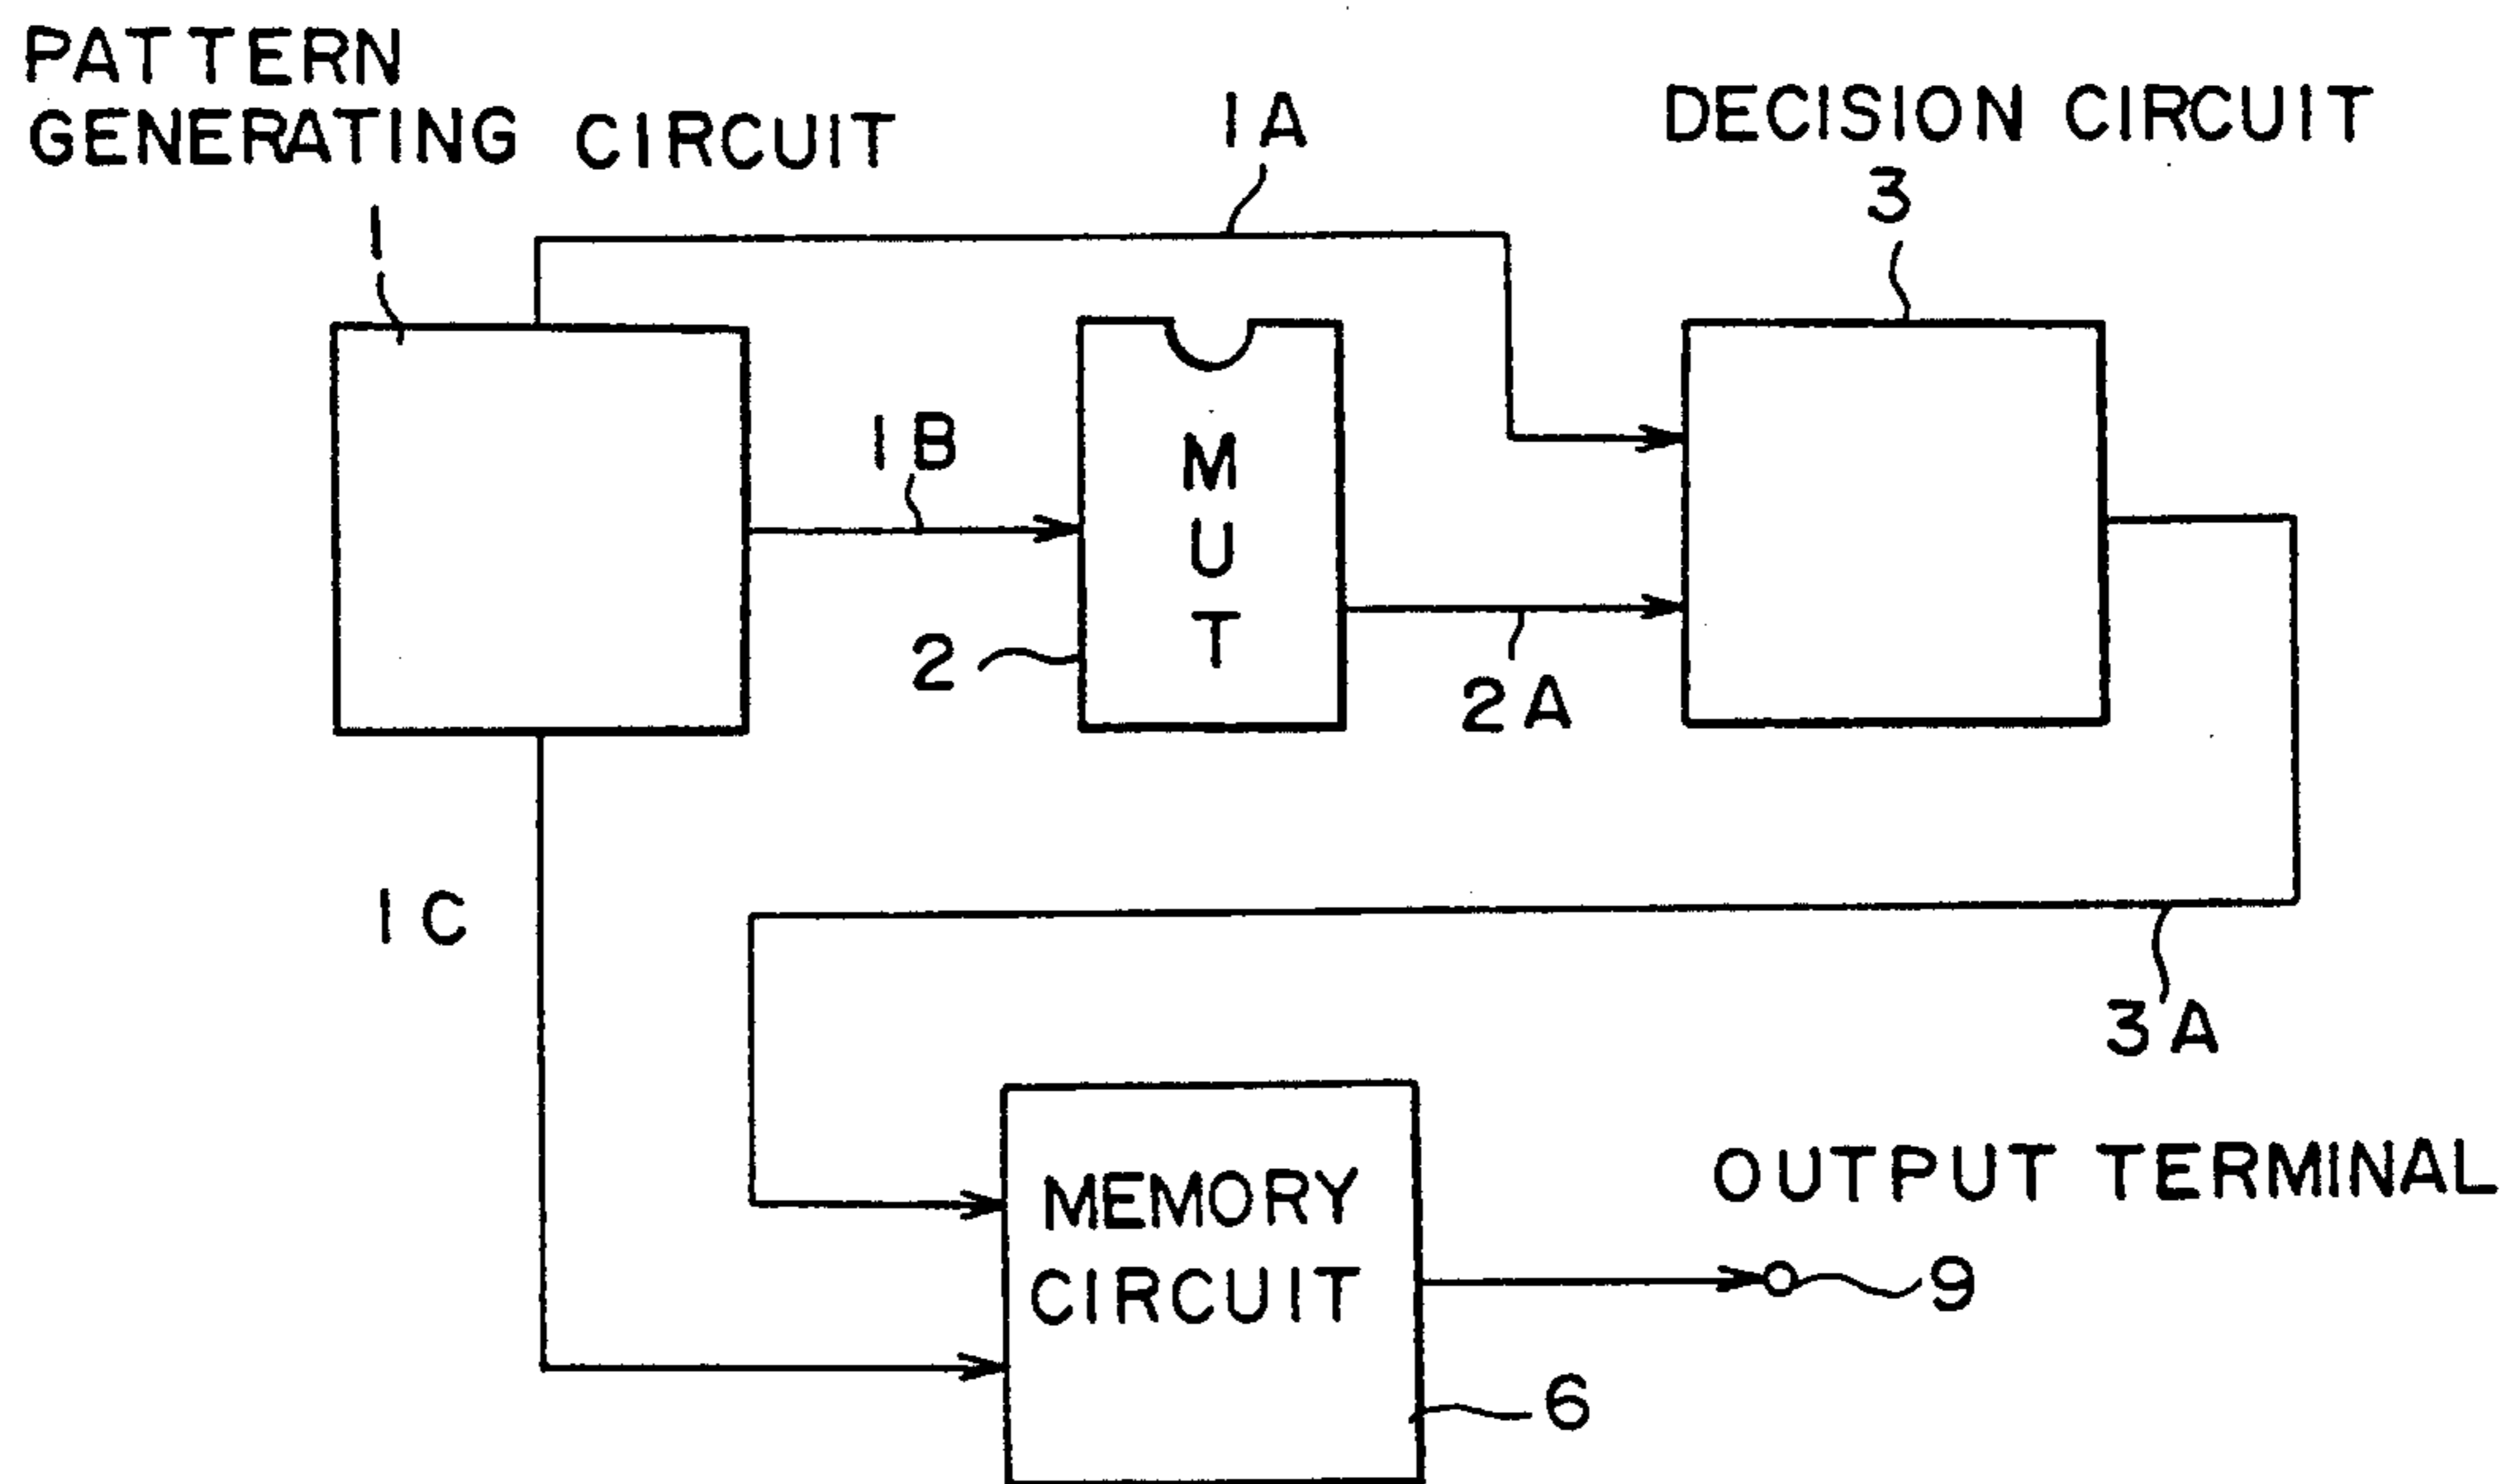 PATTERN
GENERATING CIRCUIT
1
1A
DECISION CIRCUIT
3
1B
M
U
T
2
2A
1C
3A
MEMORY
CIRCUIT
OUTPUT TERMINAL
9
6